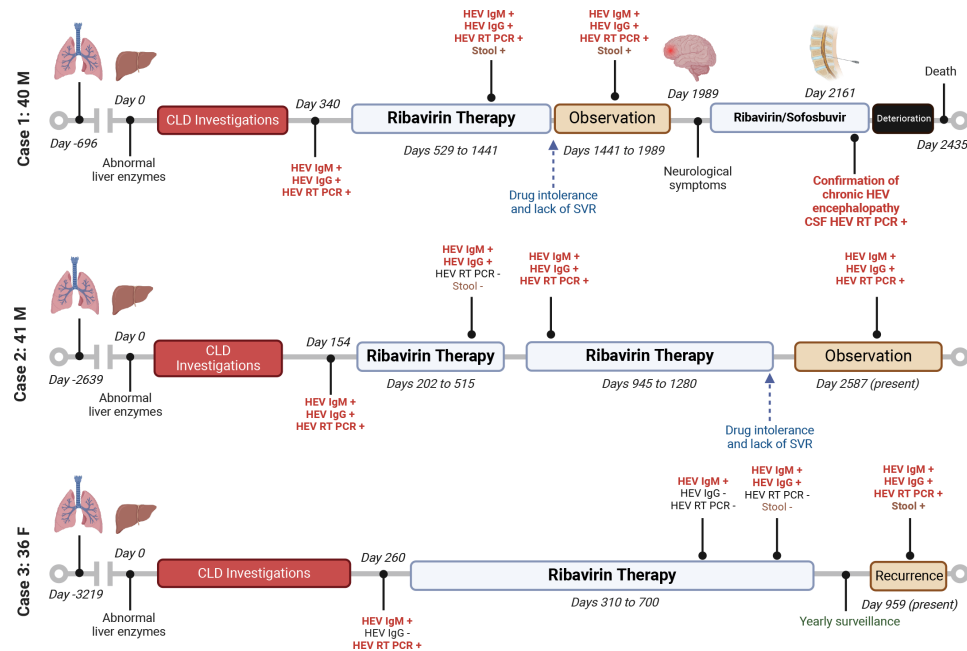 Case 1: 40 M
Day -696
Day 0
Abnormal
liver enzymes
CLD Investigations
Day 340
HEV IgM +
HEV IgG +
HEV RT PCR +
HEV IgM +
HEV IgG +
HEV RT PCR +
Stool +
Ribavirin Therapy
Days 529 to 1441
Drug intolerance
and lack of SVR
HEV IgM +
HEV IgG +
HEV RT PCR +
Stool +
Observation
Days 1441 to 1989
Day 1989
Neurological
symptoms
Day 2161
Ribavirin/Sofosbuvir
Confirmation of
chronic HEV
encephalopathy
CSF HEV RT PCR +
Deterioration
Death
Day 2435
Case 2: 41 M
Day -2639
Day 0
Abnormal
liver enzymes
CLD
Investigations
Day 154
HEV IgM +
HEV IgG +
HEV RT PCR +
HEV IgM +
HEV IgG +
HEV RT PCR -
Stool -
Ribavirin Therapy
Days 202 to 515
HEV IgM +
HEV IgG +
HEV RT PCR +
Ribavirin Therapy
Days 945 to 1280
Drug intolerance
and lack of SVR
HEV IgM +
HEV IgG +
HEV RT PCR +
Observation
Day 2587 (present)
Case 3: 36 F
Day -3219
Day 0
Abnormal
liver enzymes
CLD Investigations
Day 260
HEV IgM +
HEV IgG -
HEV RT PCR +
Ribavirin Therapy
Days 310 to 700
HEV IgM +
HEV IgG -
HEV RT PCR -
HEV IgM +
HEV IgG +
HEV RT PCR -
Stool -
Yearly surveillance
HEV IgM +
HEV IgG +
HEV RT PCR +
Stool +
Recurrence
Day 959 (present)